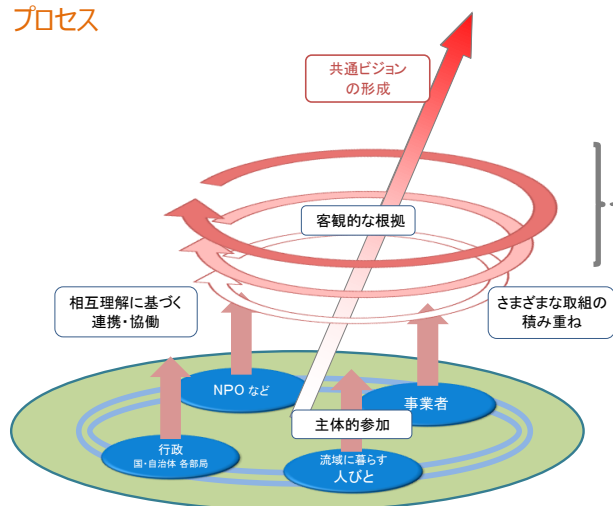 プロセス
共通ビジョン
の形成
客観的な根拠
相互理解に基づく
連携・協働
さまざまな取組の
積み重ね
NPO など
事業者
主体的参加
行政
国・自治体 各部局
流域に暮らす
人びと